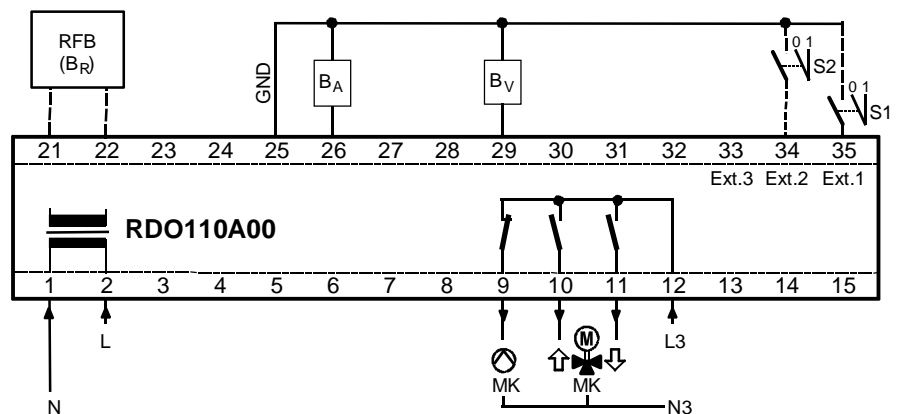 RFB
(BR)
GND
BA
BV
0 1
S2
0 1
S1
21 22 23 24 25 26 27 28 29 30 31 32 33 34 35
Ext.3 Ext.2 Ext.1
RDO110A00
1 2 3 4 5 6 7 8 9 10 11 12 13 14 15
L
M
L3
MK MK
N
N3